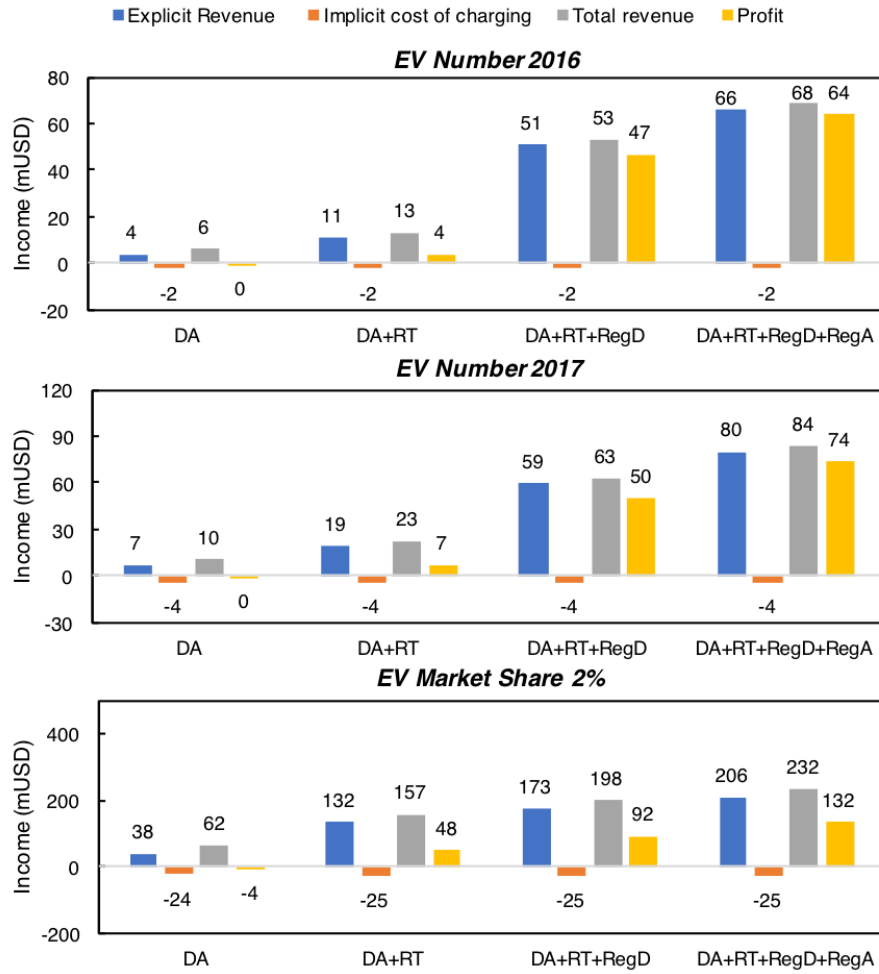 Explicit Revenue Implicit cost of charging Total revenue Profit
EV Number 2016
Income (mUSD)
80
60
40
20
0
-20
4 -2 6 0
11 -2 13 4
51 -2 53 47
66 -2 68 64
DA DA+RT DA+RT+RegD DA+RT+RegD+RegA
EV Number 2017
Income (mUSD)
120
90
60
30
0
-30
7 -4 10 0
19 -4 23 7
59 -4 63 50
80 -4 84 74
DA DA+RT DA+RT+RegD DA+RT+RegD+RegA
EV Market Share 2%
Income (mUSD)
400
200
0
-200
38 -24 62 -4
132 -25 157 48
173 -25 198 92
206 -25 232 132
DA DA+RT DA+RT+RegD DA+RT+RegD+RegA